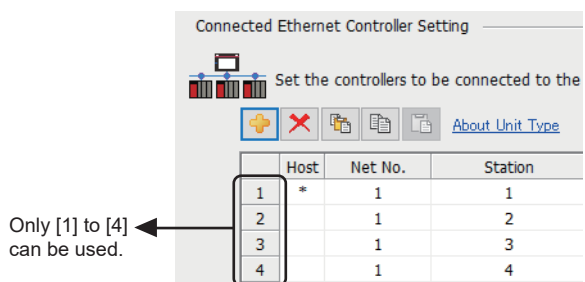 Connected Ethernet Controller Setting
Set the controllers to be connected to the
About Unit Type
Host Net No. Station
1 * 1 1
2 1 2
3 1 3
4 1 4
Only [1] to [4]
can be used.